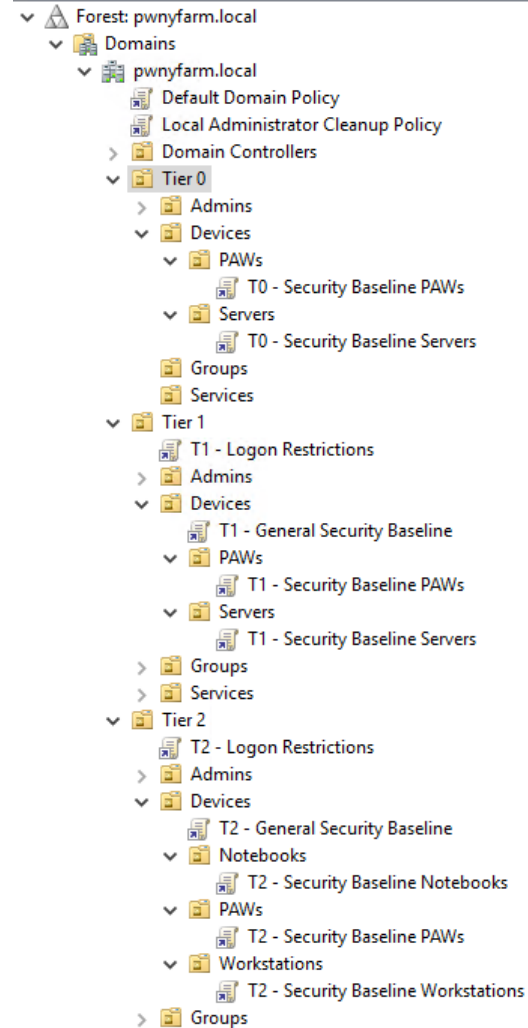 Forest: pwnyfarm.local
Domains
pwnyfarm.local
Default Domain Policy
Local Administrator Cleanup Policy
Domain Controllers
Tier 0
Admins
Devices
PAWs
T0 - Security Baseline PAWs
Servers
T0 - Security Baseline Servers
Groups
Services
Tier 1
T1 - Logon Restrictions
Admins
Devices
T1 - General Security Baseline
PAWs
T1 - Security Baseline PAWs
Servers
T1 - Security Baseline Servers
Groups
Services
Tier 2
T2 - Logon Restrictions
Admins
Devices
T2 - General Security Baseline
Notebooks
T2 - Security Baseline Notebooks
PAWs
T2 - Security Baseline PAWs
Workstations
T2 - Security Baseline Workstations
Groups